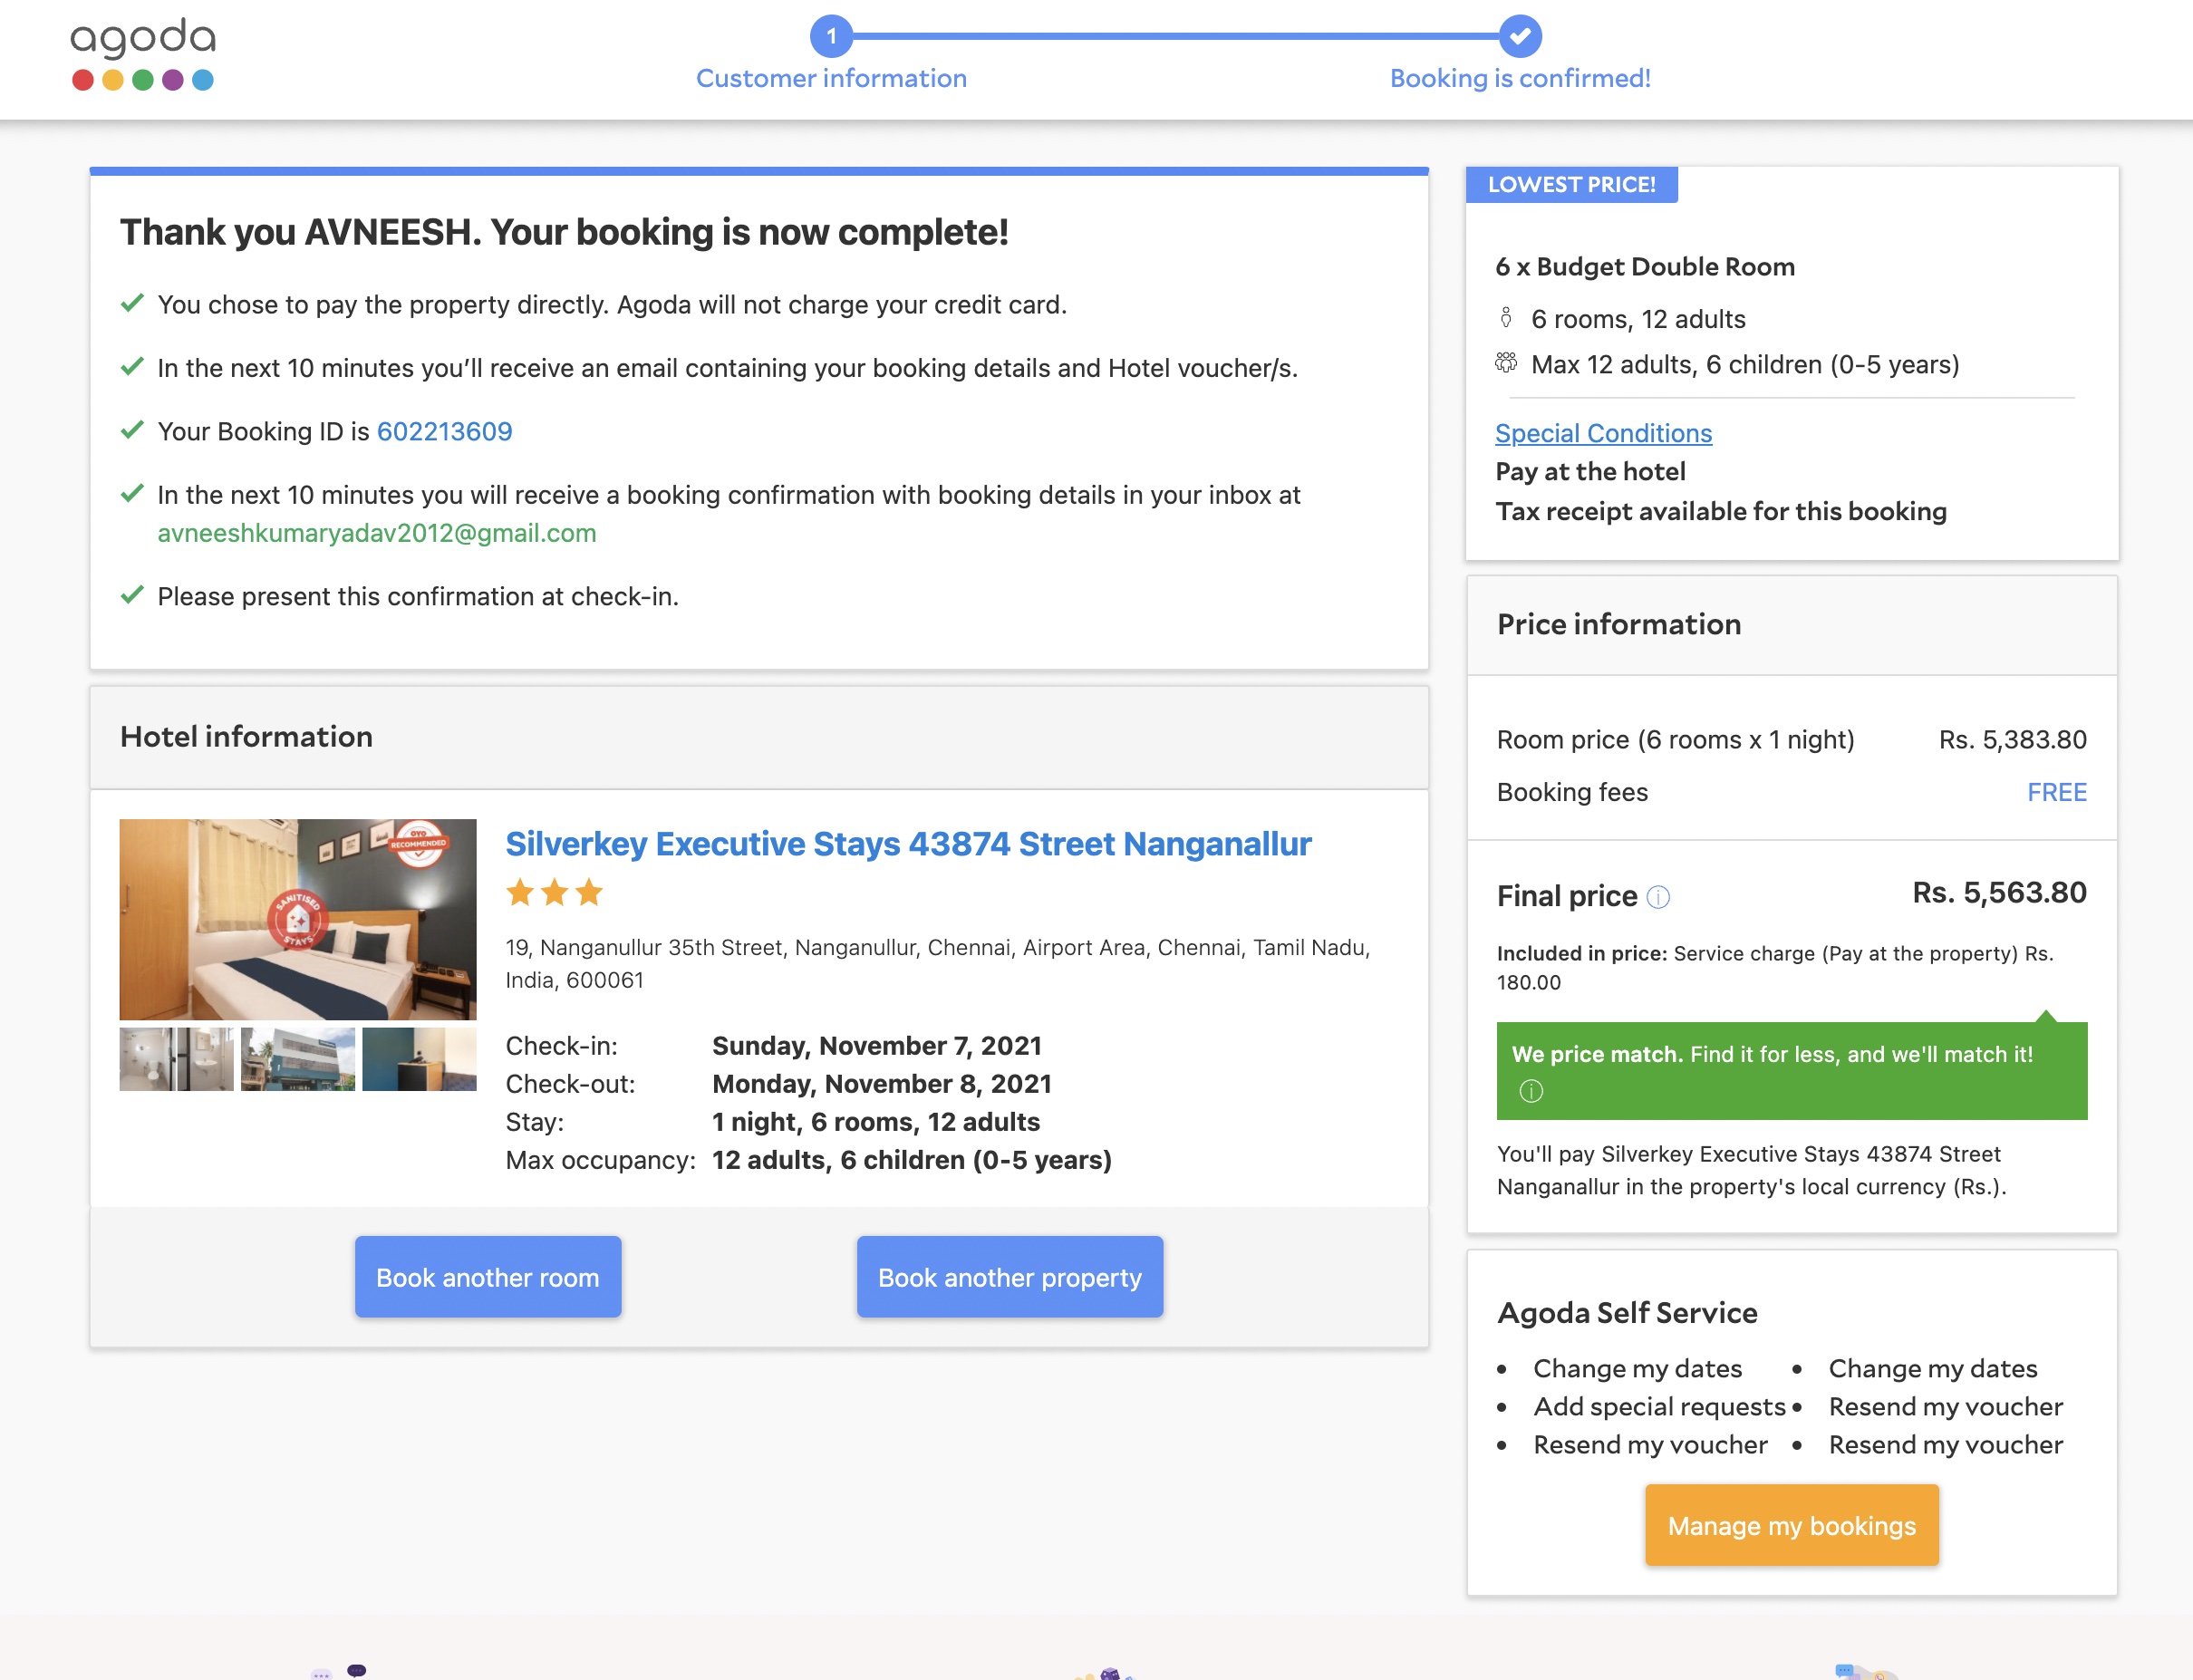 agoda
1
Customer information
Booking is confirmed!
Thank you AVNEESH. Your booking is now complete!
You chose to pay the property directly. Agoda will not charge your credit card.
In the next 10 minutes you’ll receive an email containing your booking details and Hotel voucher/s.
Your Booking ID is 602213609
In the next 10 minutes you will receive a booking confirmation with booking details in your inbox at
avneeshkumaryadav2012@gmail.com
Please present this confirmation at check-in.
Hotel information
OYO
RECOMMENDED
SANITISED
STAYS
Silverkey Executive Stays 43874 Street Nanganallur
19, Nanganullur 35th Street, Nanganullur, Chennai, Airport Area, Chennai, Tamil Nadu,
India, 600061
Check-in: Sunday, November 7, 2021
Check-out: Monday, November 8, 2021
Stay: 1 night, 6 rooms, 12 adults
Max occupancy: 12 adults, 6 children (0-5 years)
Book another room
Book another property
LOWEST PRICE!
6 x Budget Double Room
6 rooms, 12 adults
Max 12 adults, 6 children (0-5 years)
Special Conditions
Pay at the hotel
Tax receipt available for this booking
Price information
Room price (6 rooms x 1 night) Rs. 5,383.80
Booking fees FREE
Final price Rs. 5,563.80
Included in price: Service charge (Pay at the property) Rs.
180.00
We price match. Find it for less, and we'll match it!
You'll pay Silverkey Executive Stays 43874 Street
Nanganallur in the property's local currency (Rs.).
Agoda Self Service
• Change my dates • Change my dates
• Add special requests • Resend my voucher
• Resend my voucher • Resend my voucher
Manage my bookings